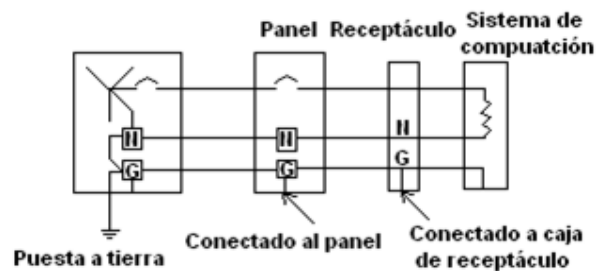 Panel
Receptáculo
Sistema de
compuatción
N
N
N
G
G
G
Puesta a tierra
Conectado al panel
Conectado a caja
de receptáculo